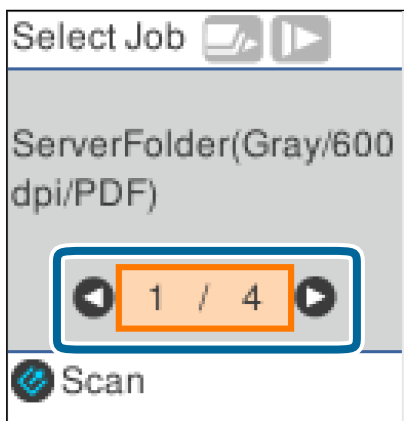 Select Job
ServerFolder(Gray/600
dpi/PDF)
1 / 4
Scan